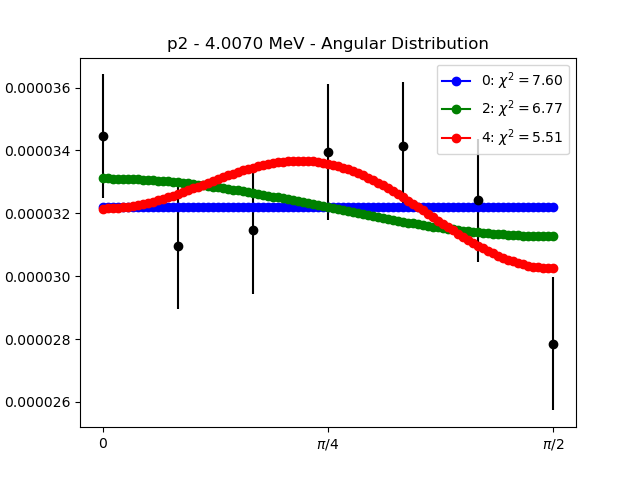 p2 - 4.0070 MeV - Angular Distribution
0: χ² = 7.60
2: χ² = 6.77
4: χ² = 5.51
0.000036
0.000034
0.000032
0.000030
0.000028
0.000026
0
π/4
π/2